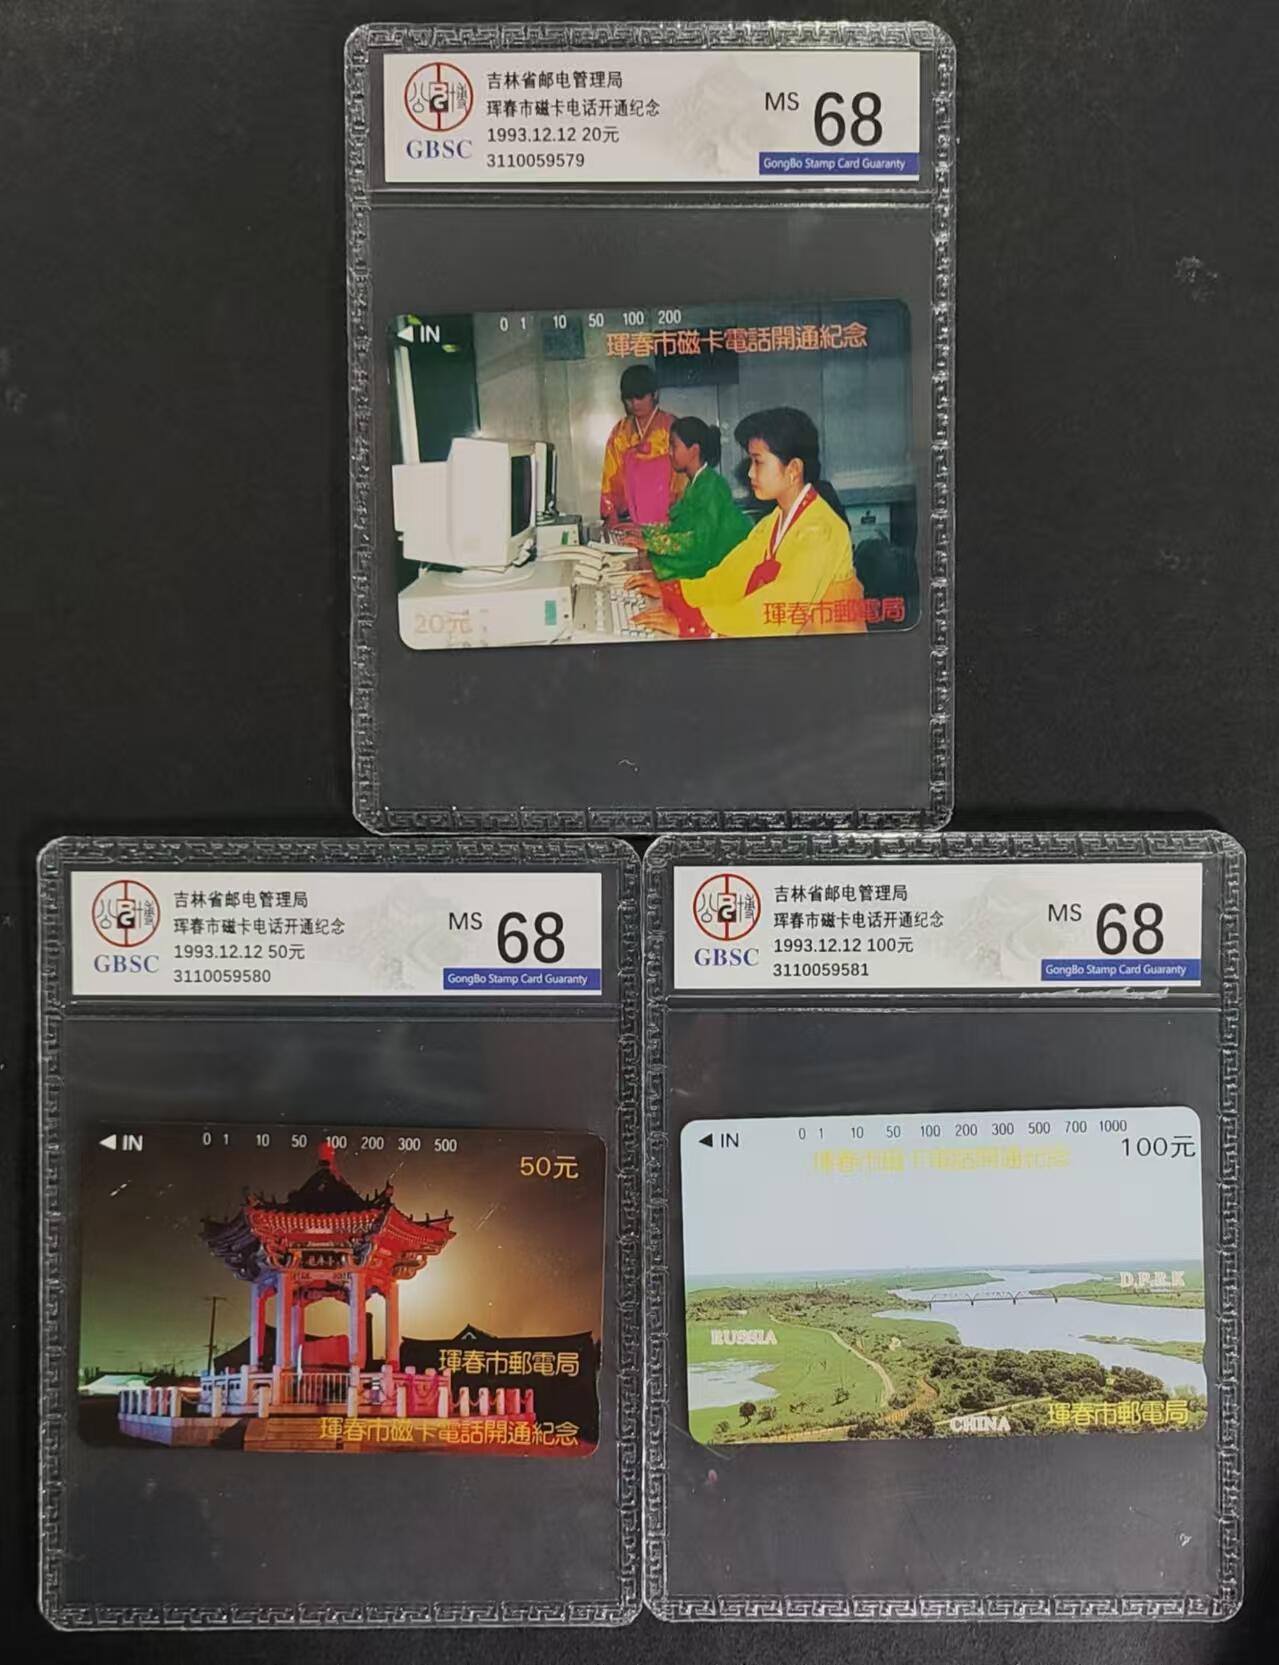 吉林省邮电管理局
珲春市磁卡电话开通纪念
1993.12.12 20元
3110059579
GBSC
MS 68
GongBo Stamp Card Guaranty
IN
0 1 10 50 100 200
琿春市磁卡電話開通紀念
20元
琿春市郵電局
吉林省邮电管理局
珲春市磁卡电话开通纪念
1993.12.12 50元
3110059580
GBSC
MS 68
GongBo Stamp Card Guaranty
IN
0 1 10 50 100 200 300 500
50元
琿春市郵電局
琿春市磁卡電話開通紀念
吉林省邮电管理局
珲春市磁卡电话开通纪念
1993.12.12 100元
3110059581
GBSC
MS 68
GongBo Stamp Card Guaranty
IN
0 1 10 50 100 200 300 500 700 1000
100元
琿春市磁卡電話開通紀念
D.P.R.K
RUSSIA
CHINA
琿春市郵電局